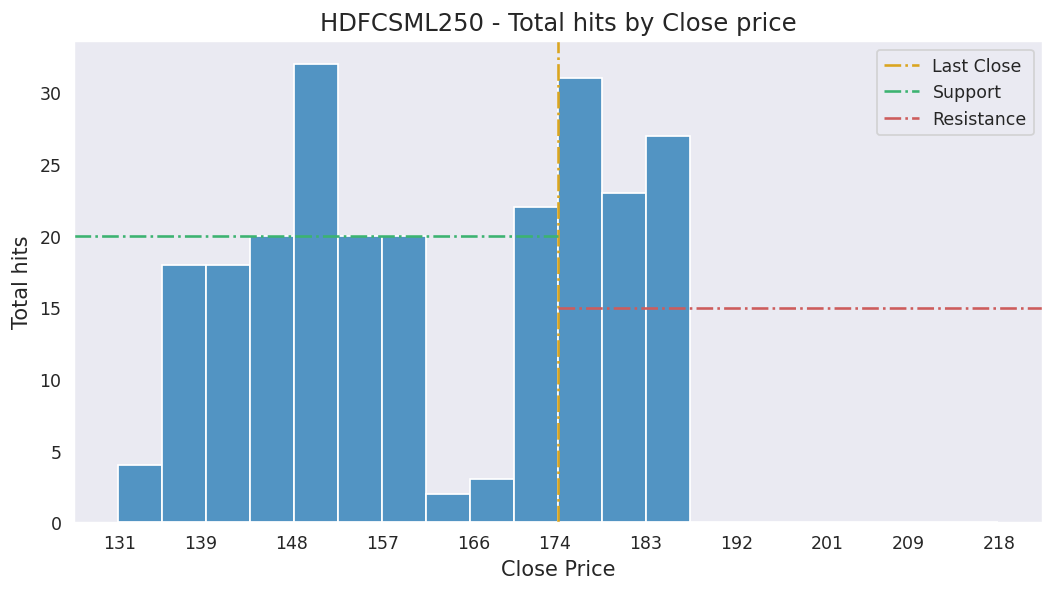 HDFCSML250 - Total hits by Close price
Last Close
Support
Resistance
Total hits
30
25
20
15
10
5
0
131 139 148 157 166 174 183 192 201 209 218
Close Price